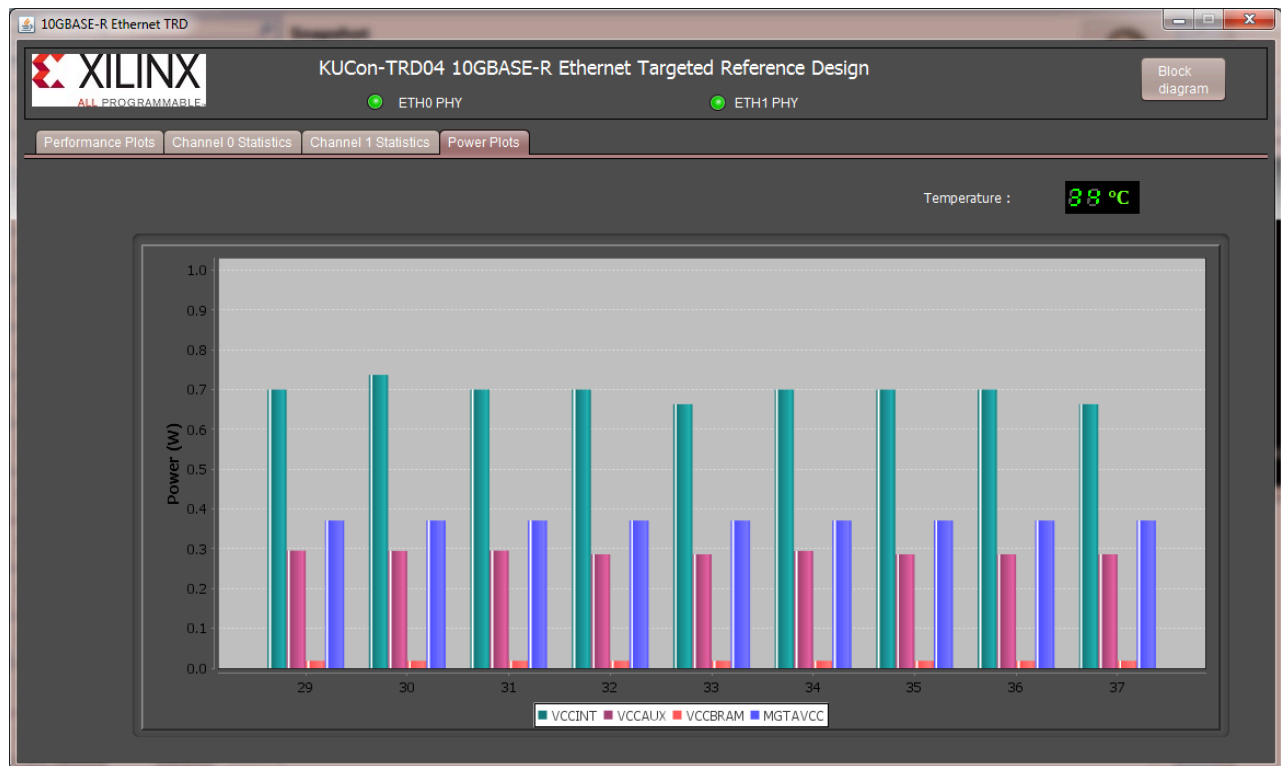 10GBASE-R Ethernet TRD
XILINX
ALL PROGRAMMABLE
KUCon-TRD04 10GBASE-R Ethernet Targeted Reference Design
ETH0 PHY
ETH1 PHY
Block
diagram
Performance Plots
Channel 0 Statistics
Channel 1 Statistics
Power Plots
Temperature :
°C
1.0
0.9
0.8
0.7
0.6
0.5
0.4
0.3
0.2
0.1
0.0
Power (W)
29 30 31 32 33 34 35 36 37
VCCINT VCCAUX VCCBRAM MGTAVCC